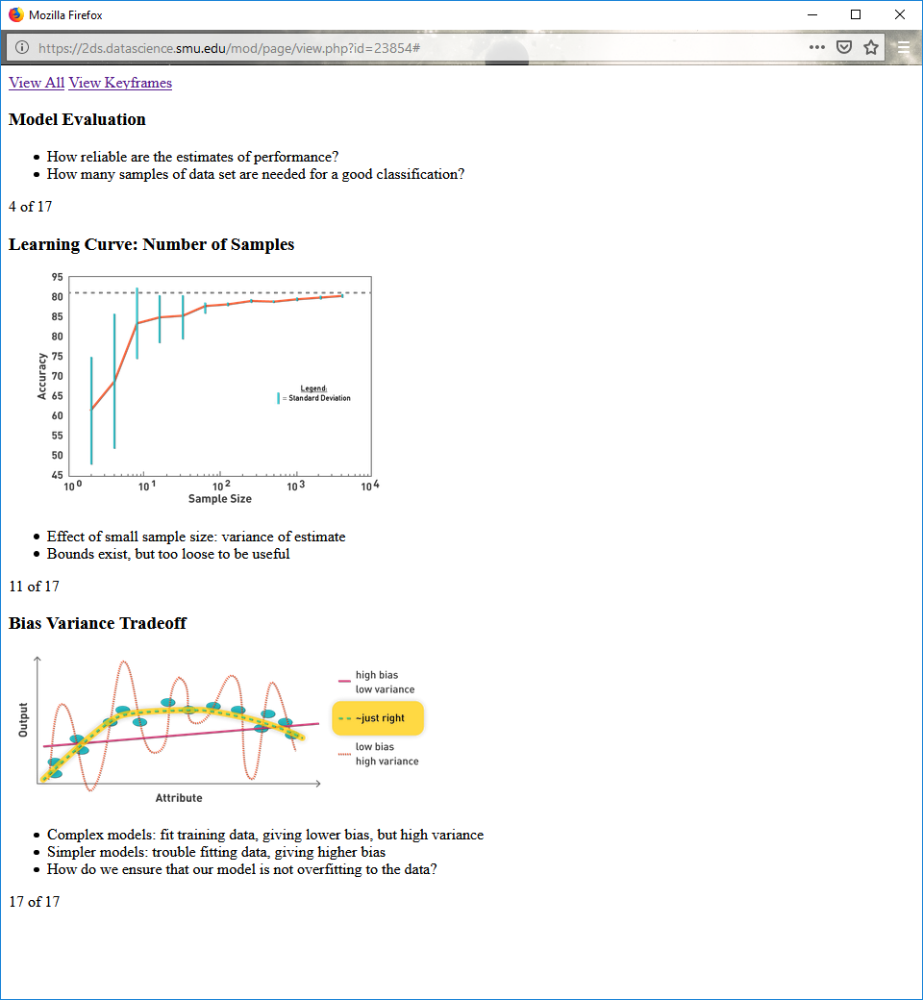 Mozilla Firefox
https://2ds.datascience.smu.edu/mod/page/view.php?id=23854#
View All View Keyframes
Model Evaluation
How reliable are the estimates of performance?
How many samples of data set are needed for a good classification?
4 of 17
Learning Curve: Number of Samples
95
80
85
80
75
70
65
60
55
50
45
Accuracy
Legend:
= Standard Deviation
10^0 10^1 10^2 10^3 10^4
Sample Size
Effect of small sample size: variance of estimate
Bounds exist, but too loose to be useful
11 of 17
Bias Variance Tradeoff
Output
high bias
low variance
~just right
low bias
high variance
Attribute
Complex models: fit training data, giving lower bias, but high variance
Simpler models: trouble fitting data, giving higher bias
How do we ensure that our model is not overfitting to the data?
17 of 17